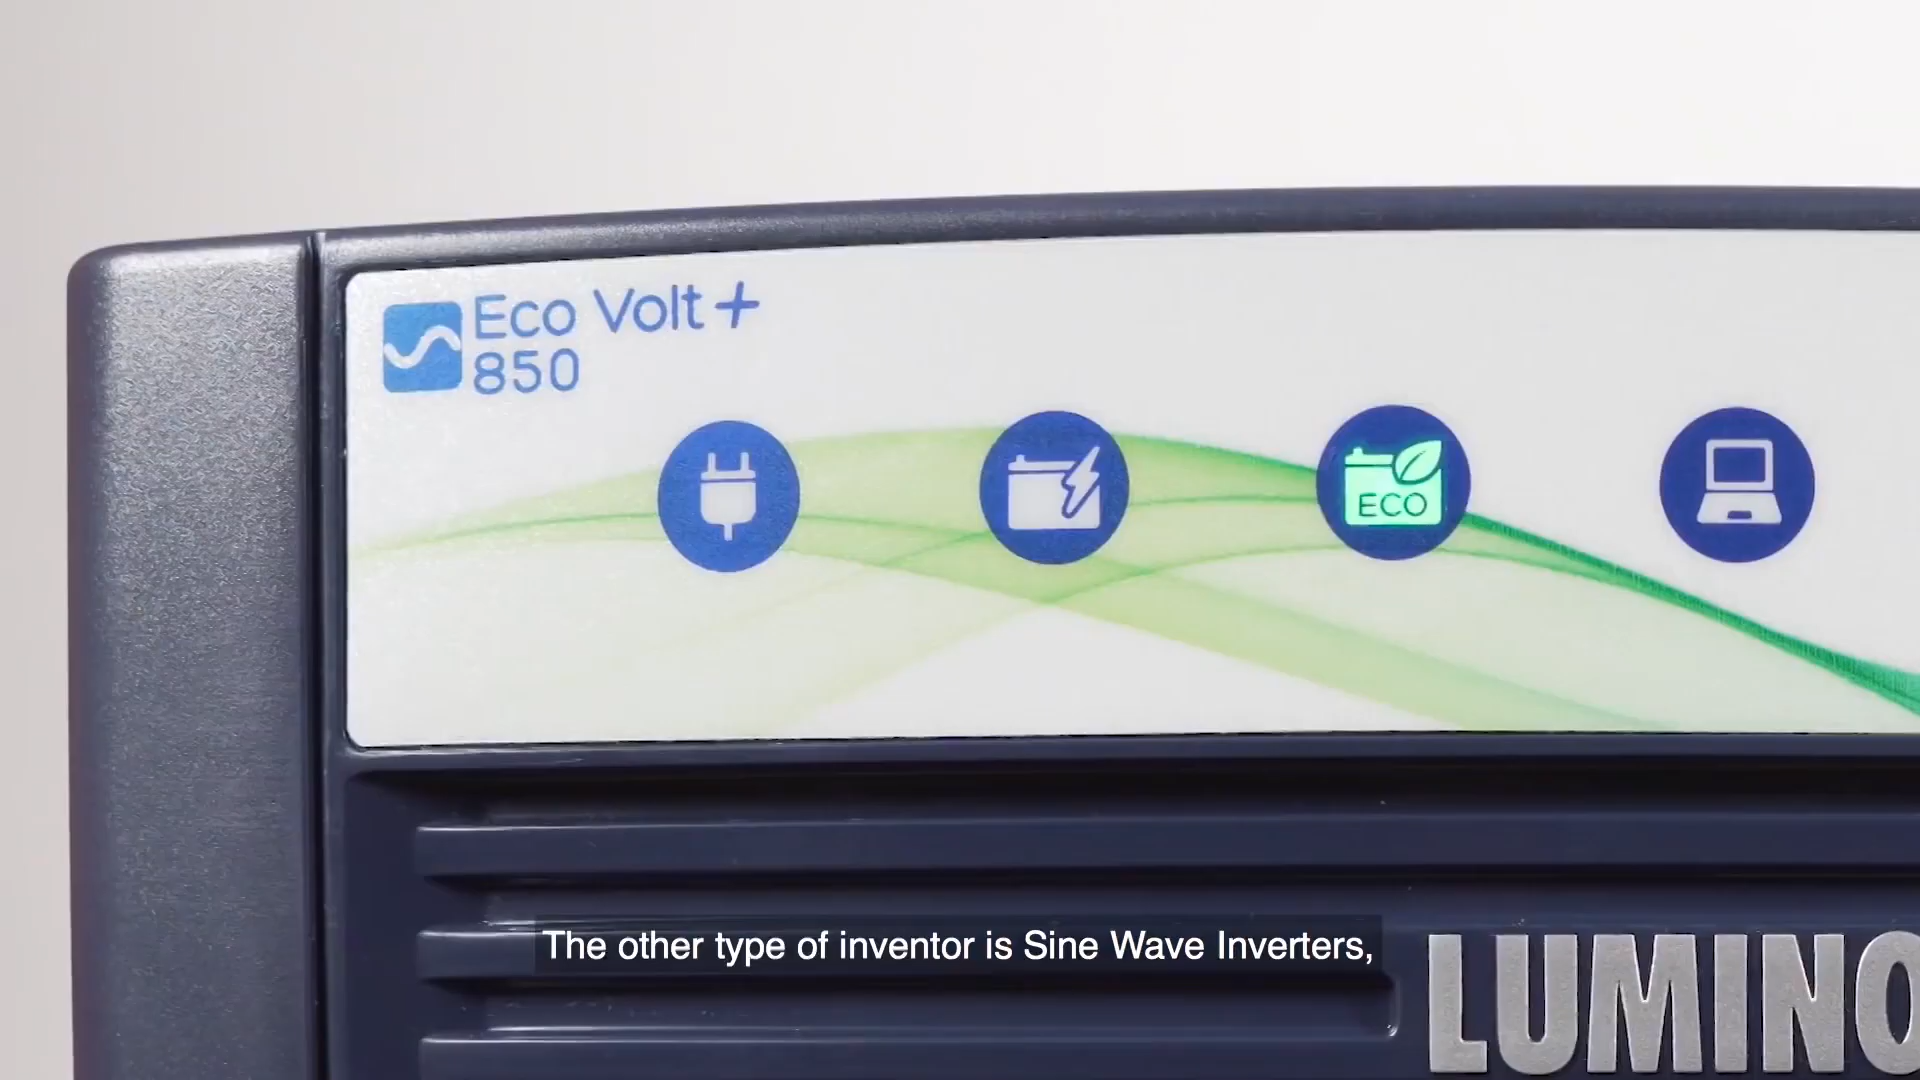 Eco Volt+
850
ECO
The other type of inventor is Sine Wave Inverters,
LUMINO